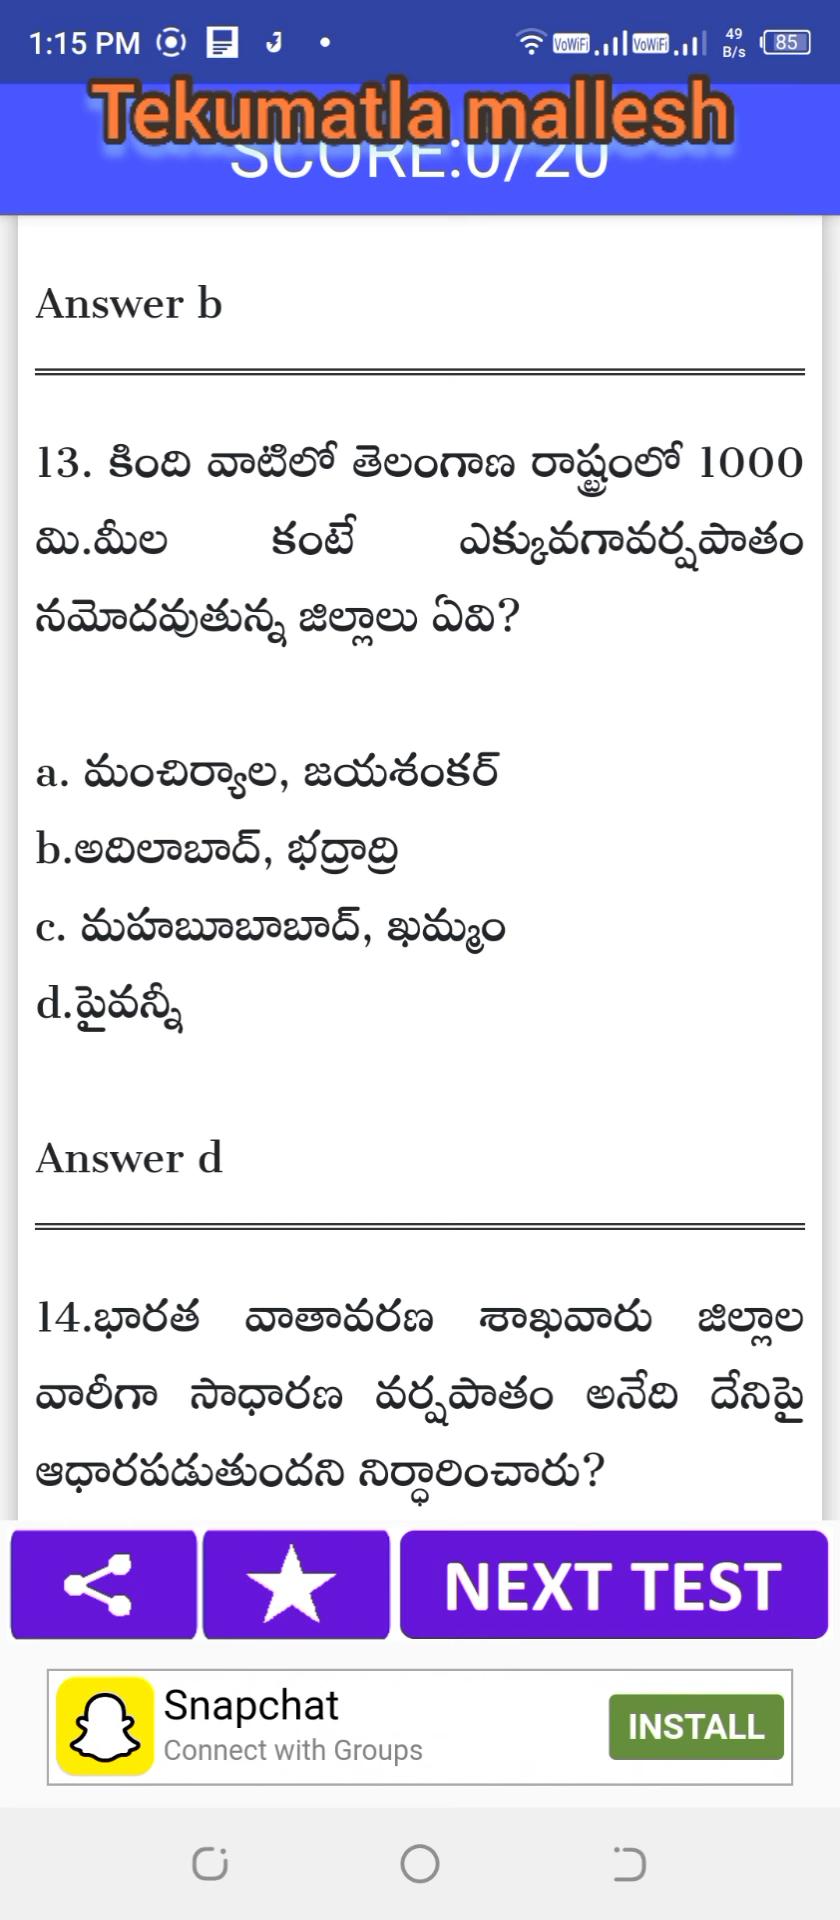 1:15 PM
VoWiFi VoWiFi 49 B/s 85
Tekumatla mallesh
SCORE:0/20
Answer b
13. కింది వాటిలో తెలంగాణ రాష్ట్రంలో 1000
మి.మీల కంటే ఎక్కువగావర్షపాతం
నమోదవుతున్న జిల్లాలు ఏవి?
a. మంచిర్యాల, జయశంకర్
b.అదిలాబాద్, భద్రాద్రి
c. మహబూబాబాద్, ఖమ్మం
d.పైవన్నీ
Answer d
14.భారత వాతావరణ శాఖవారు జిల్లాల
వారీగా సాధారణ వర్షపాతం అనేది దేనిపై
ఆధారపడుతుందని నిర్ధారించారు?
NEXT TEST
Snapchat
Connect with Groups
INSTALL